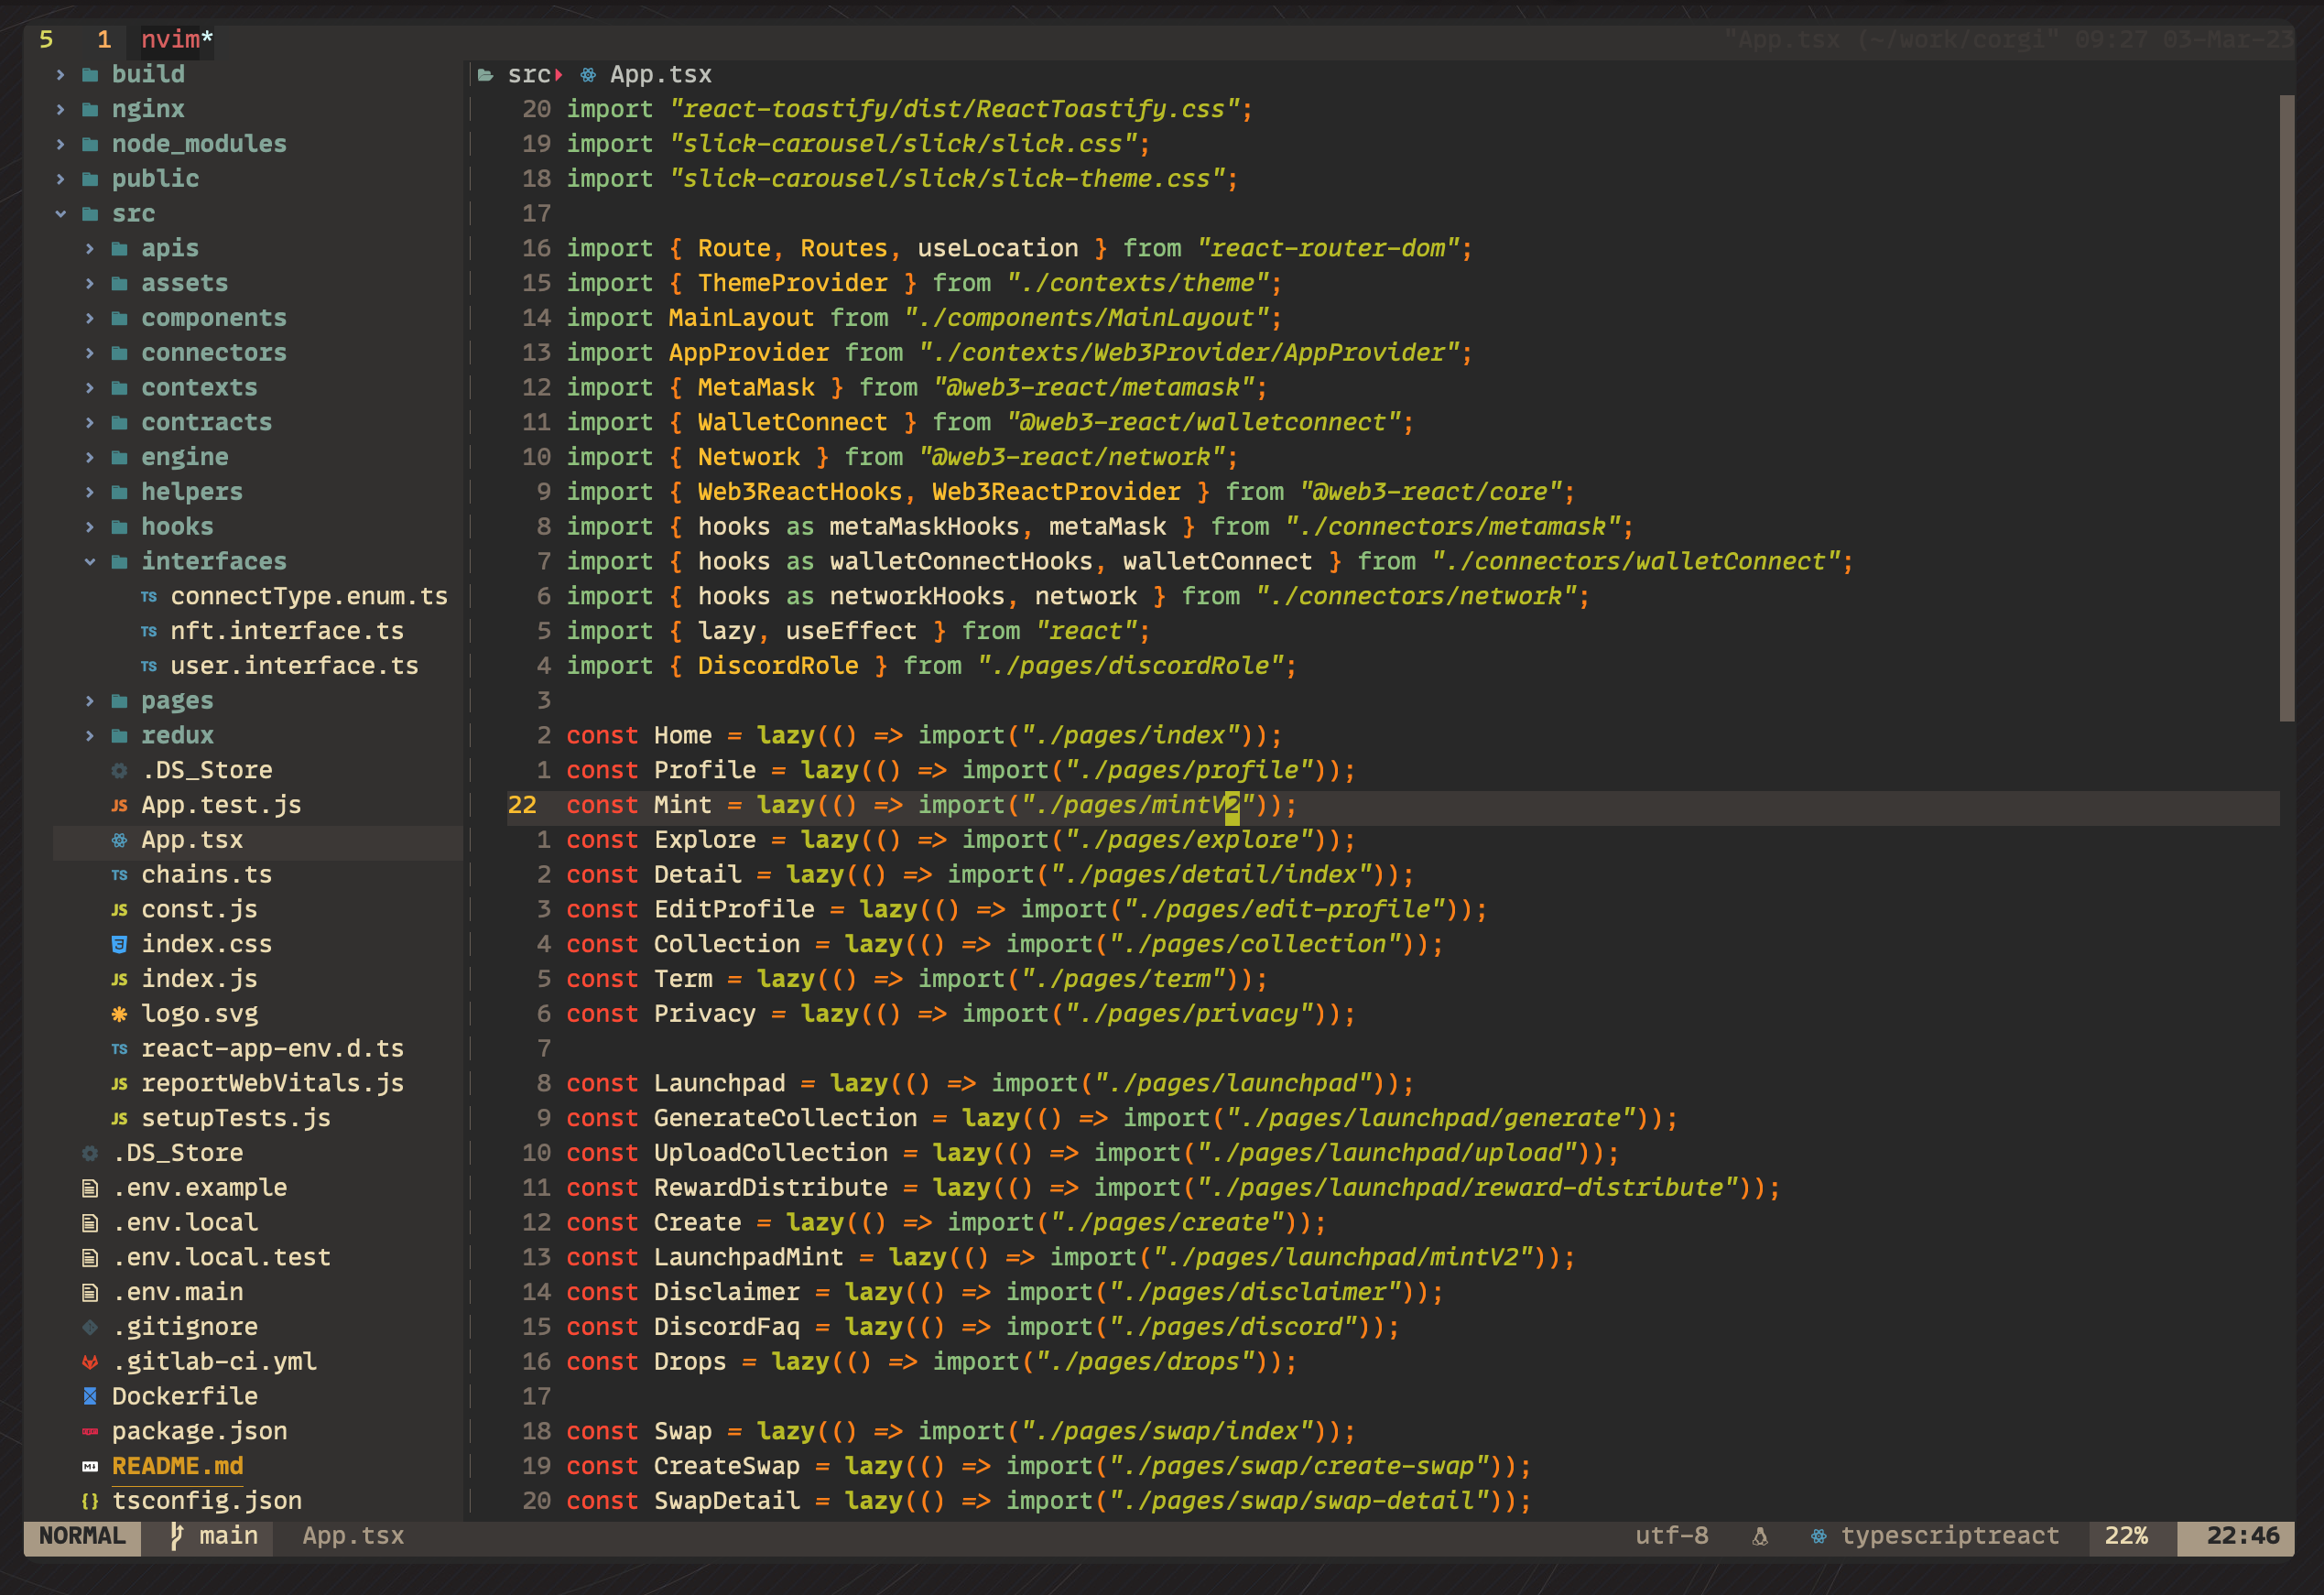 5 1 nvim* "App.tsx (~/work/corgi" 09:27 03-Mar-23
build
nginx
node_modules
public
src
apis
assets
components
connectors
contexts
contracts
engine
helpers
hooks
interfaces
TS connectType.enum.ts
TS nft.interface.ts
TS user.interface.ts
pages
redux
.DS_Store
JS App.test.js
App.tsx
TS chains.ts
JS const.js
index.css
JS index.js
logo.svg
TS react-app-env.d.ts
JS reportWebVitals.js
JS setupTests.js
.DS_Store
.env.example
.env.local
.env.local.test
.env.main
.gitignore
.gitlab-ci.yml
Dockerfile
package.json
README.md
{} tsconfig.json
src App.tsx
20 import "react-toastify/dist/ReactToastify.css";
19 import "slick-carousel/slick/slick.css";
18 import "slick-carousel/slick/slick-theme.css";
17
16 import { Route, Routes, useLocation } from "react-router-dom";
15 import { ThemeProvider } from "./contexts/theme";
14 import MainLayout from "./components/MainLayout";
13 import AppProvider from "./contexts/Web3Provider/AppProvider";
12 import { MetaMask } from "@web3-react/metamask";
11 import { WalletConnect } from "@web3-react/walletconnect";
10 import { Network } from "@web3-react/network";
9 import { Web3ReactHooks, Web3ReactProvider } from "@web3-react/core";
8 import { hooks as metaMaskHooks, metaMask } from "./connectors/metamask";
7 import { hooks as walletConnectHooks, walletConnect } from "./connectors/walletConnect";
6 import { hooks as networkHooks, network } from "./connectors/network";
5 import { lazy, useEffect } from "react";
4 import { DiscordRole } from "./pages/discordRole";
3
2 const Home = lazy(() => import("./pages/index"));
1 const Profile = lazy(() => import("./pages/profile"));
22 const Mint = lazy(() => import("./pages/mintV2"));
1 const Explore = lazy(() => import("./pages/explore"));
2 const Detail = lazy(() => import("./pages/detail/index"));
3 const EditProfile = lazy(() => import("./pages/edit-profile"));
4 const Collection = lazy(() => import("./pages/collection"));
5 const Term = lazy(() => import("./pages/term"));
6 const Privacy = lazy(() => import("./pages/privacy"));
7
8 const Launchpad = lazy(() => import("./pages/launchpad"));
9 const GenerateCollection = lazy(() => import("./pages/launchpad/generate"));
10 const UploadCollection = lazy(() => import("./pages/launchpad/upload"));
11 const RewardDistribute = lazy(() => import("./pages/launchpad/reward-distribute"));
12 const Create = lazy(() => import("./pages/create"));
13 const LaunchpadMint = lazy(() => import("./pages/launchpad/mintV2"));
14 const Disclaimer = lazy(() => import("./pages/disclaimer"));
15 const DiscordFaq = lazy(() => import("./pages/discord"));
16 const Drops = lazy(() => import("./pages/drops"));
17
18 const Swap = lazy(() => import("./pages/swap/index"));
19 const CreateSwap = lazy(() => import("./pages/swap/create-swap"));
20 const SwapDetail = lazy(() => import("./pages/swap/swap-detail"));
NORMAL main App.tsx utf-8 typescriptreact 22% 22:46